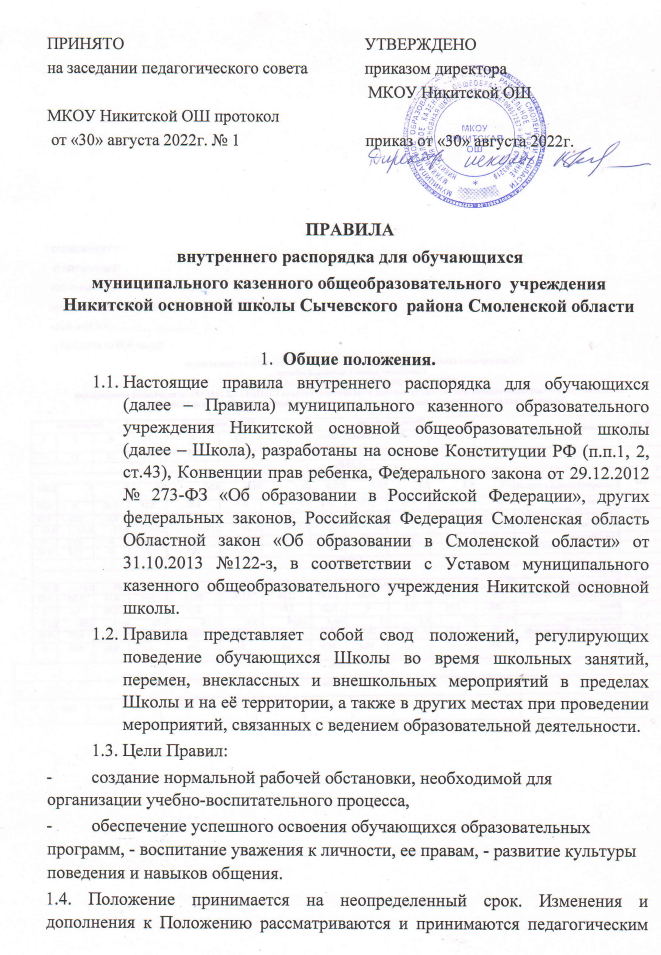 ПРИНЯТО
УТВЕРЖДЕНО
на заседании педагогического совета
приказом директора
МКОУ Никитской ОШ
МКОУ Никитской ОШ протокол
от «30» августа 2022г. № 1
приказ от «30» августа 2022г.
Директор
МКОУ
НИКИТСКАЯ
ОШ
ПРАВИЛА
внутреннего распорядка для обучающихся
муниципального казенного общеобразовательного учреждения
Никитской основной школы Сычевского района Смоленской области
1. Общие положения.
1.1. Настоящие правила внутреннего распорядка для обучающихся
(далее – Правила) муниципального казенного образовательного
учреждения Никитской основной общеобразовательной школы
(далее – Школа), разработаны на основе Конституции РФ (п.п.1, 2,
ст.43), Конвенции прав ребенка, Федерального закона от 29.12.2012
№ 273-ФЗ «Об образовании в Российской Федерации», других
федеральных законов, Российская Федерация Смоленская область
Областной закон «Об образовании в Смоленской области» от
31.10.2013 №122-з, в соответствии с Уставом муниципального
казенного общеобразовательного учреждения Никитской основной
школы.
1.2. Правила представляет собой свод положений, регулирующих
поведение обучающихся Школы во время школьных занятий,
перемен, внеклассных и внешкольных мероприятий в пределах
Школы и на её территории, а также в других местах при проведении
мероприятий, связанных с ведением образовательной деятельности.
1.3. Цели Правил:
- создание нормальной рабочей обстановки, необходимой для
организации учебно-воспитательного процесса,
- обеспечение успешного освоения обучающихся образовательных
программ, - воспитание уважения к личности, ее правам, - развитие культуры
поведения и навыков общения.
1.4. Положение принимается на неопределенный срок. Изменения и
дополнения к Положению рассматриваются и принимаются педагогическим